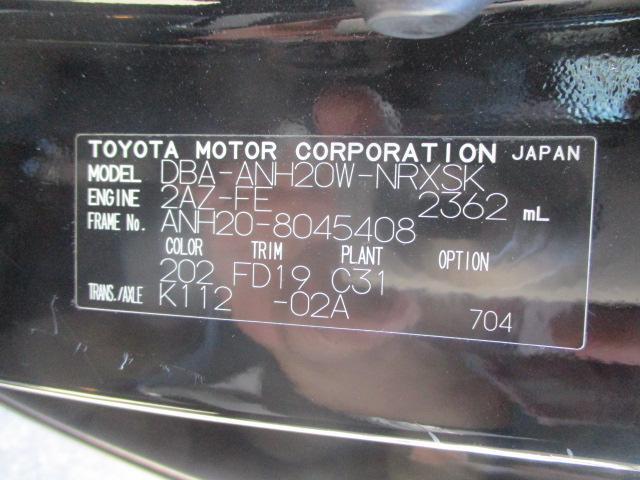 TOYOTA MOTOR CORPORATION JAPAN
MODEL DBA-ANH20W-NRXSK
ENGINE 2AZ-FE 2362 mL
FRAME No. ANH20-8045408
COLOR TRIM PLANT OPTION
202 FD19 C31
TRANS./AXLE K112 -02A
704